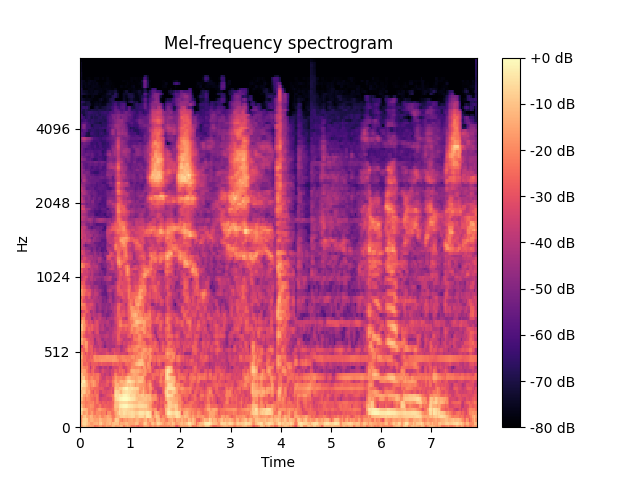 Mel-frequency spectrogram
Hz
4096
2048
1024
512
0
0 1 2 3 4 5 6 7
Time
+0 dB
-10 dB
-20 dB
-30 dB
-40 dB
-50 dB
-60 dB
-70 dB
-80 dB